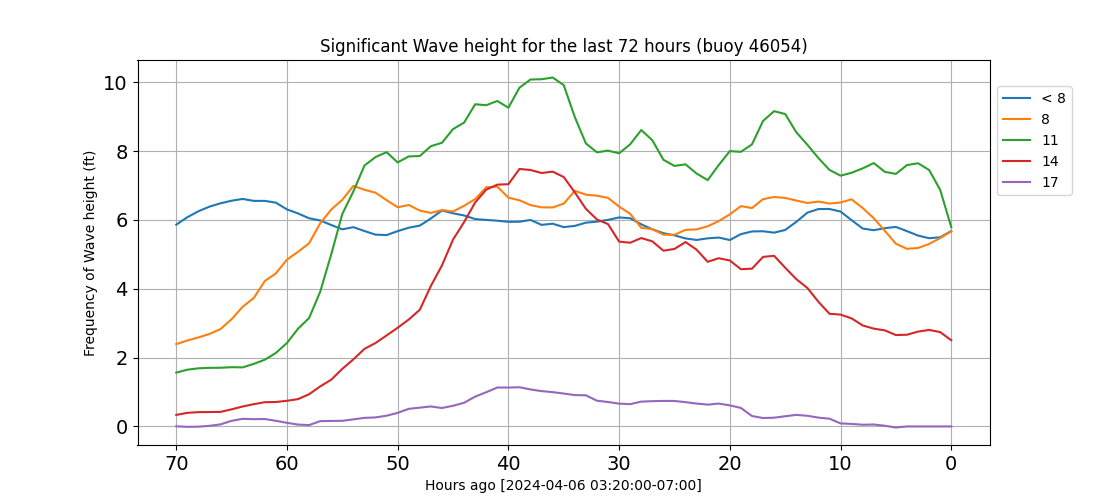 Significant Wave height for the last 72 hours (buoy 46054)
Frequency of Wave height (ft)
10
8
6
4
2
0
70 60 50 40 30 20 10 0
Hours ago [2024-04-06 03:20:00-07:00]
< 8
8
11
14
17